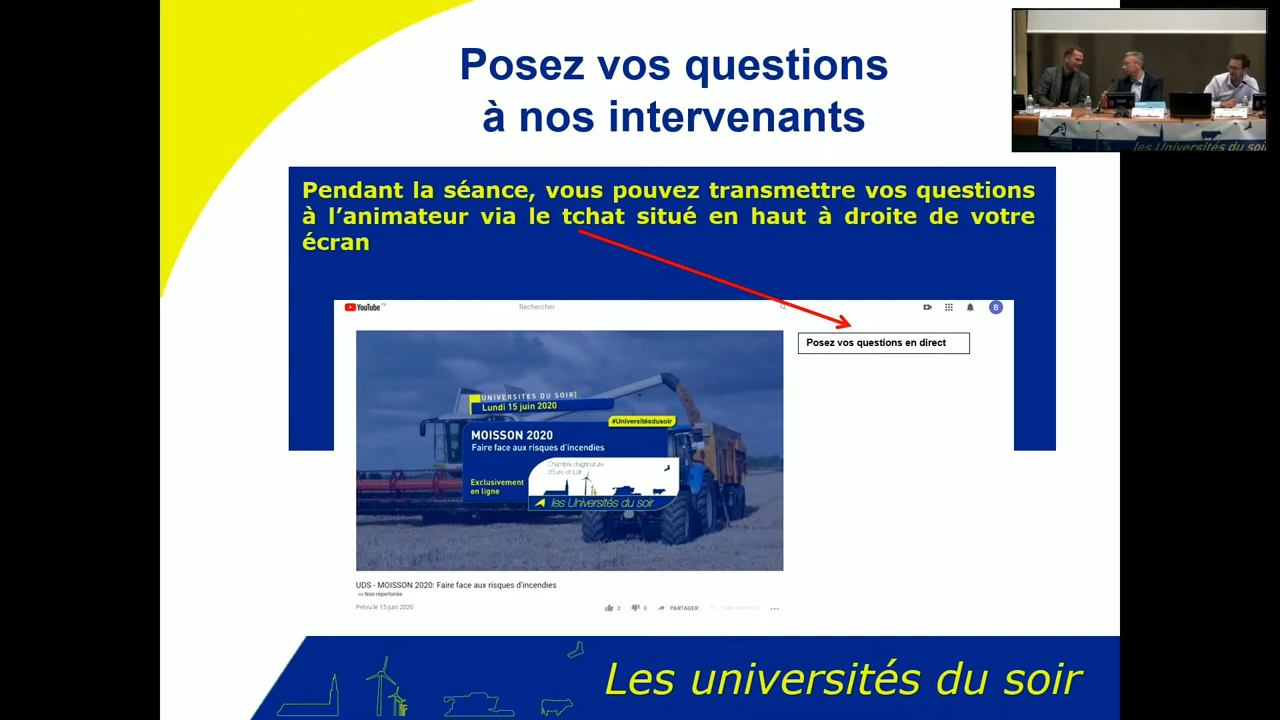 Posez vos questions
à nos intervenants
les Universités du soir
Pendant la séance, vous pouvez transmettre vos questions
à l’animateur via le tchat situé en haut à droite de votre
écran
YouTube FR
Rechercher
B
Posez vos questions en direct
UNIVERSITÉS DU SOIR
Lundi 15 juin 2020
#Universitésdusoir
MOISSON 2020
Faire face aux risques d'incendies
Chambre d'agriculture
d'Eure et Loir
Exclusivement
en ligne
les Universités du soir
UDS - MOISSON 2020: Faire face aux risques d'incendies
Non répertoriée
Prévu le 15 juin 2020
2
0
PARTAGER
...
Les universités du soir